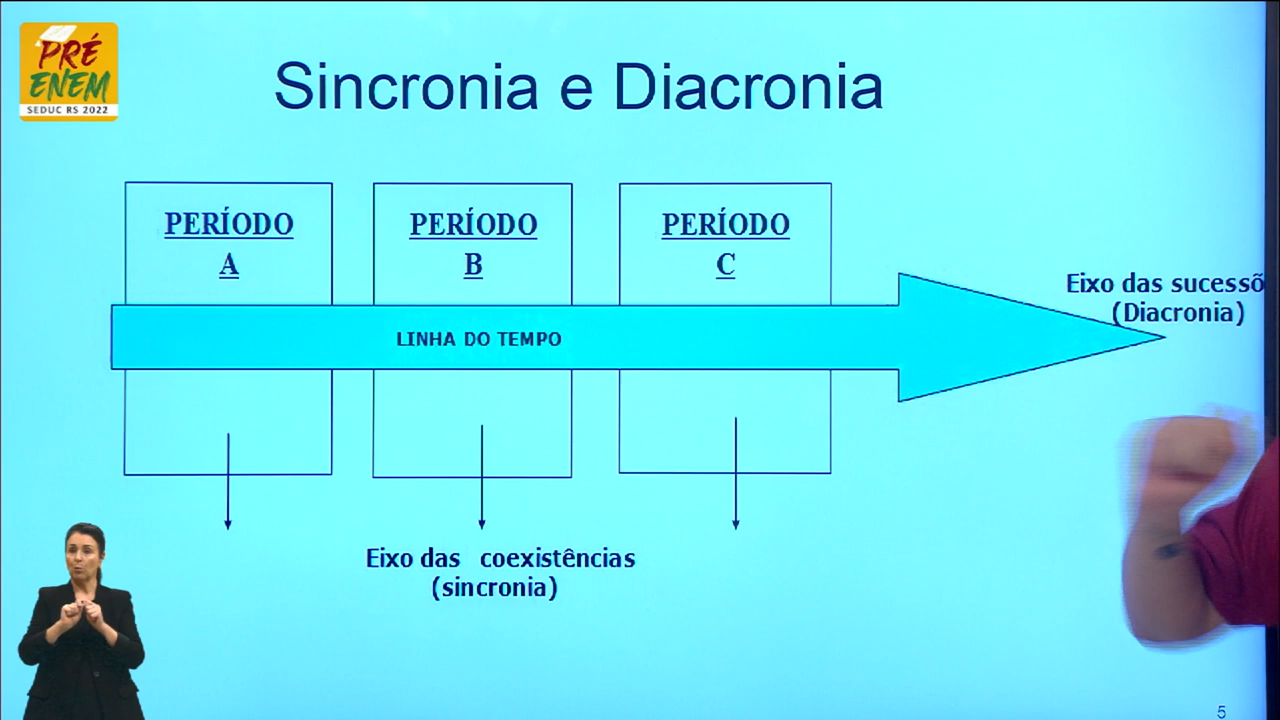 PRÉ
ENEM
SEDUC RS 2022
Sincronia e Diacronia
PERÍODO
A
PERÍODO
B
PERÍODO
C
Eixo das sucessõ
(Diacronia)
LINHA DO TEMPO
Eixo das coexistências
(sincronia)
5